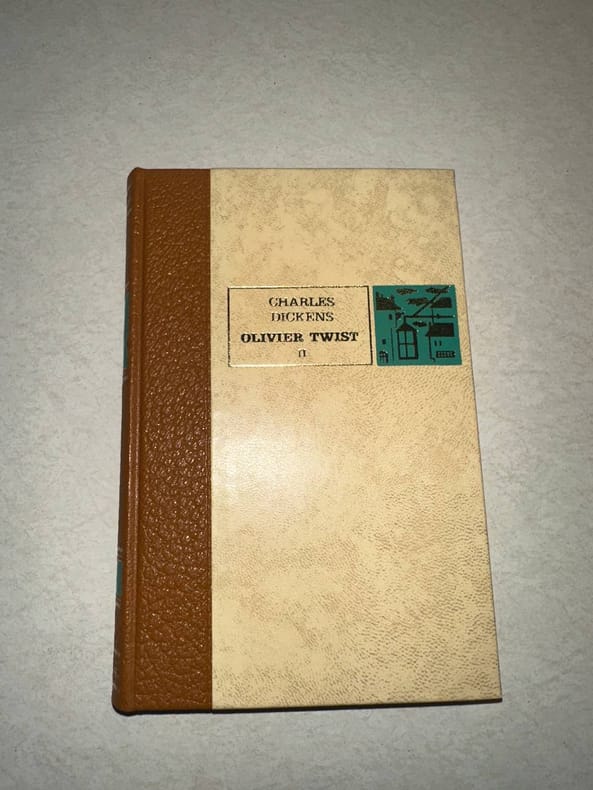 CHARLES
DICKENS
OLIVIER TWIST
II